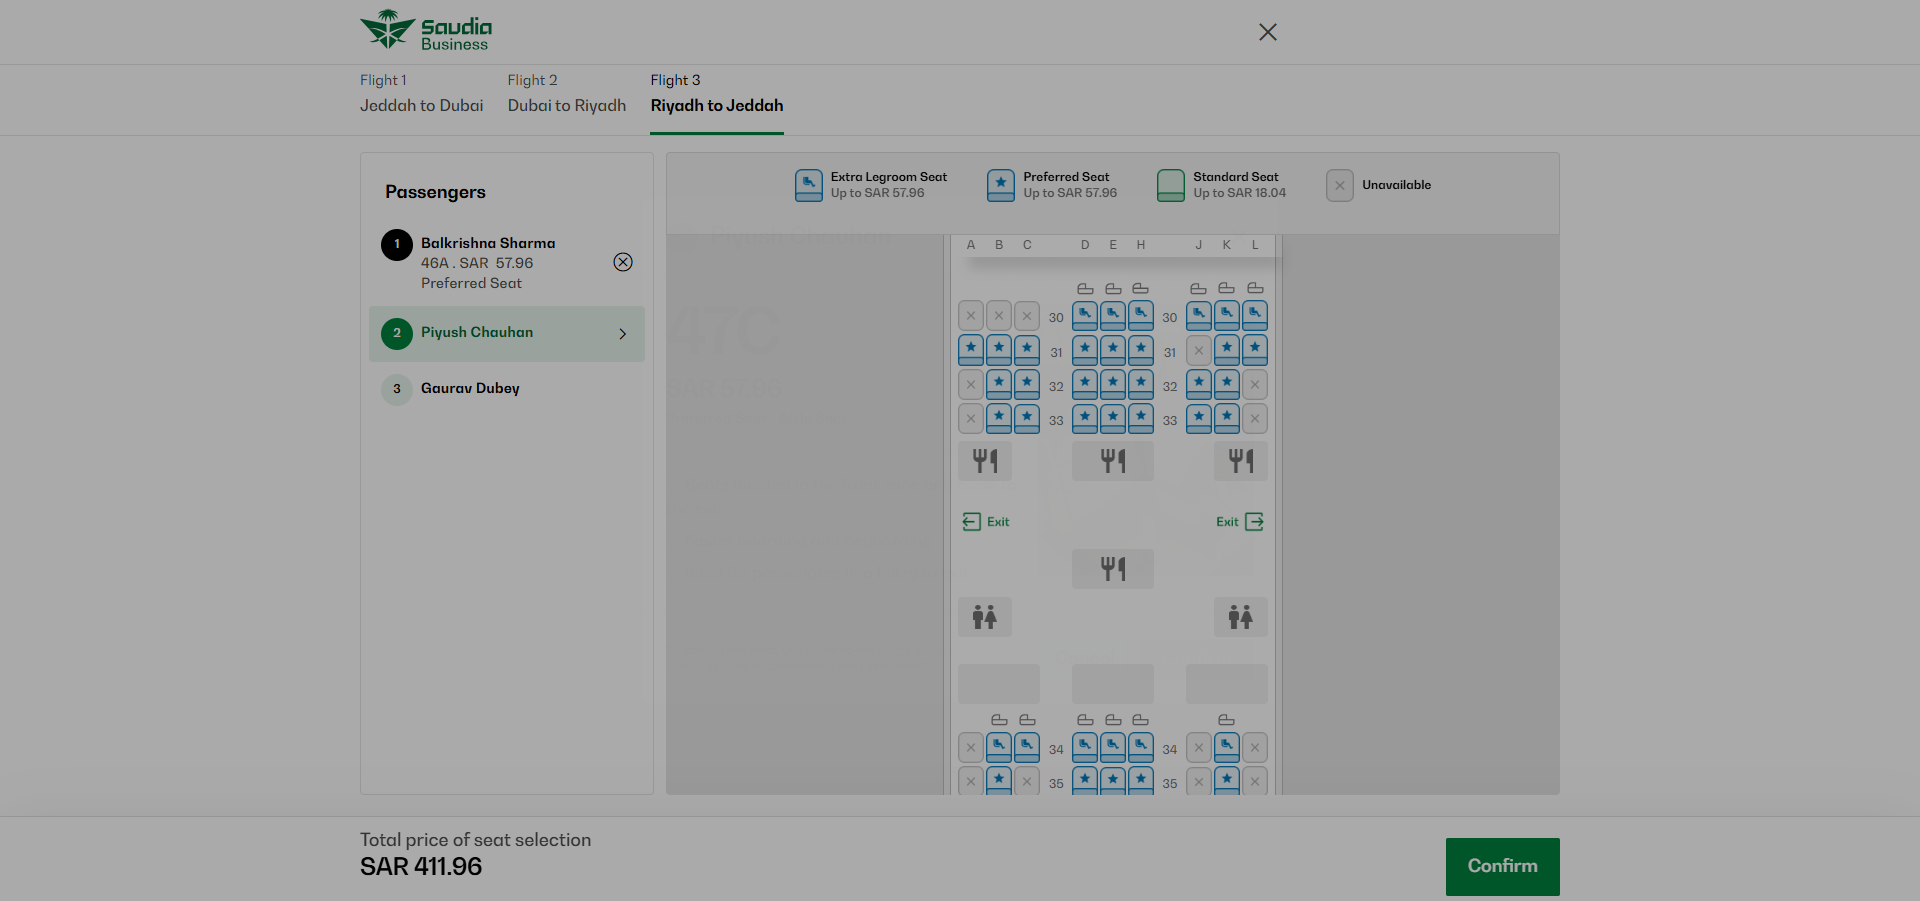 Saudia
Business
Flight 1
Jeddah to Dubai
Flight 2
Dubai to Riyadh
Flight 3
Riyadh to Jeddah
Passengers
1
Balkrishna Sharma
46A . SAR 57.96
Preferred Seat
2
Piyush Chauhan
3
Gaurav Dubey
Extra Legroom Seat
Up to SAR 57.96
Preferred Seat
Up to SAR 57.96
Standard Seat
Up to SAR 18.04
Unavailable
Piyush Chauhan
47C
A B C D E H J K L
30 30
31 31
32 32
33 33
Exit Exit
34 34
35 35
Total price of seat selection
SAR 411.96
Confirm